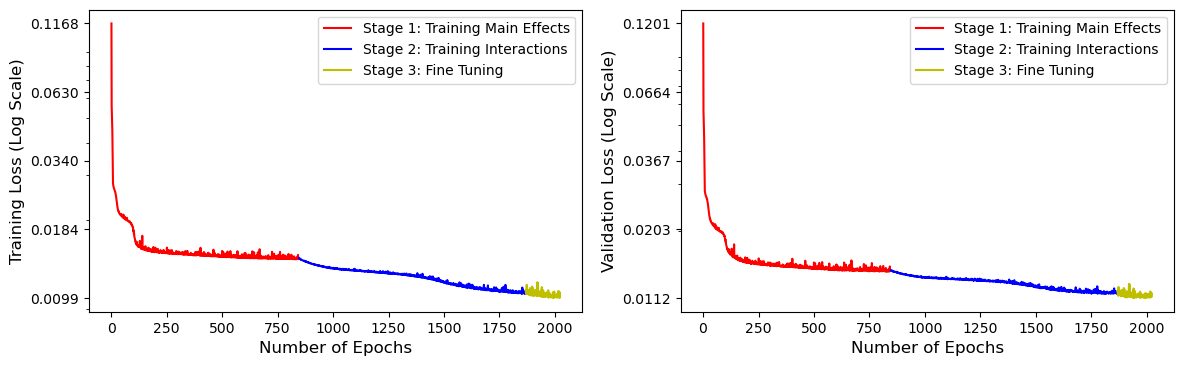 Training Loss (Log Scale)
0.1168
0.0630
0.0340
0.0184
0.0099
Stage 1: Training Main Effects
Stage 2: Training Interactions
Stage 3: Fine Tuning
0 250 500 750 1000 1250 1500 1750 2000
Number of Epochs
Validation Loss (Log Scale)
0.1201
0.0664
0.0367
0.0203
0.0112
Stage 1: Training Main Effects
Stage 2: Training Interactions
Stage 3: Fine Tuning
0 250 500 750 1000 1250 1500 1750 2000
Number of Epochs